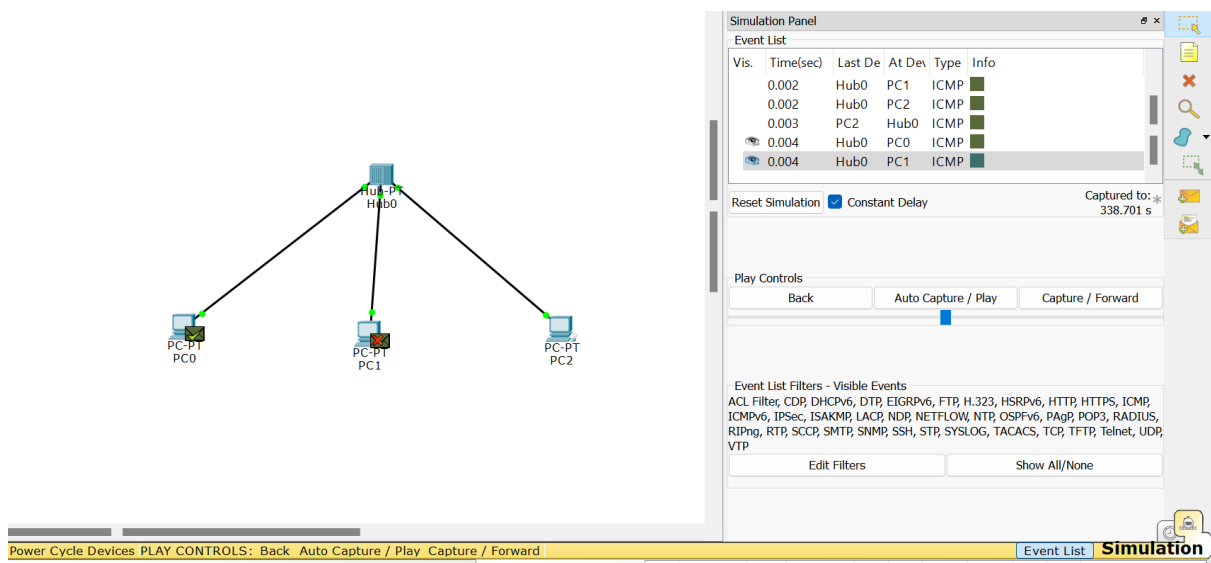 Simulation Panel
Event List
Vis. Time(sec) Last De At Dev Type Info
0.002 Hub0 PC1 ICMP
0.002 Hub0 PC2 ICMP
0.003 PC2 Hub0 ICMP
0.004 Hub0 PC0 ICMP
0.004 Hub0 PC1 ICMP
Reset Simulation Constant Delay Captured to: *
338.701 s
Play Controls
Back Auto Capture / Play Capture / Forward
Event List Filters - Visible Events
ACL Filter, CDP, DHCPv6, DTP, EIGRPv6, FTP, H.323, HSRPv6, HTTP, HTTPS, ICMP,
ICMPv6, IPSec, ISAKMP, LACP, NDP, NETFLOW, NTP, OSPFv6, PAgP, POP3, RADIUS,
RIPng, RTP, SCCP, SMTP, SNMP, SSH, STP, SYSLOG, TACACS, TCP, TFTP, Telnet, UDP,
VTP
Edit Filters Show All/None
Hub-PT
Hub0
PC-PT
PC0
PC-PT
PC1
PC-PT
PC2
Power Cycle Devices PLAY CONTROLS: Back Auto Capture / Play Capture / Forward
Event List Simulation